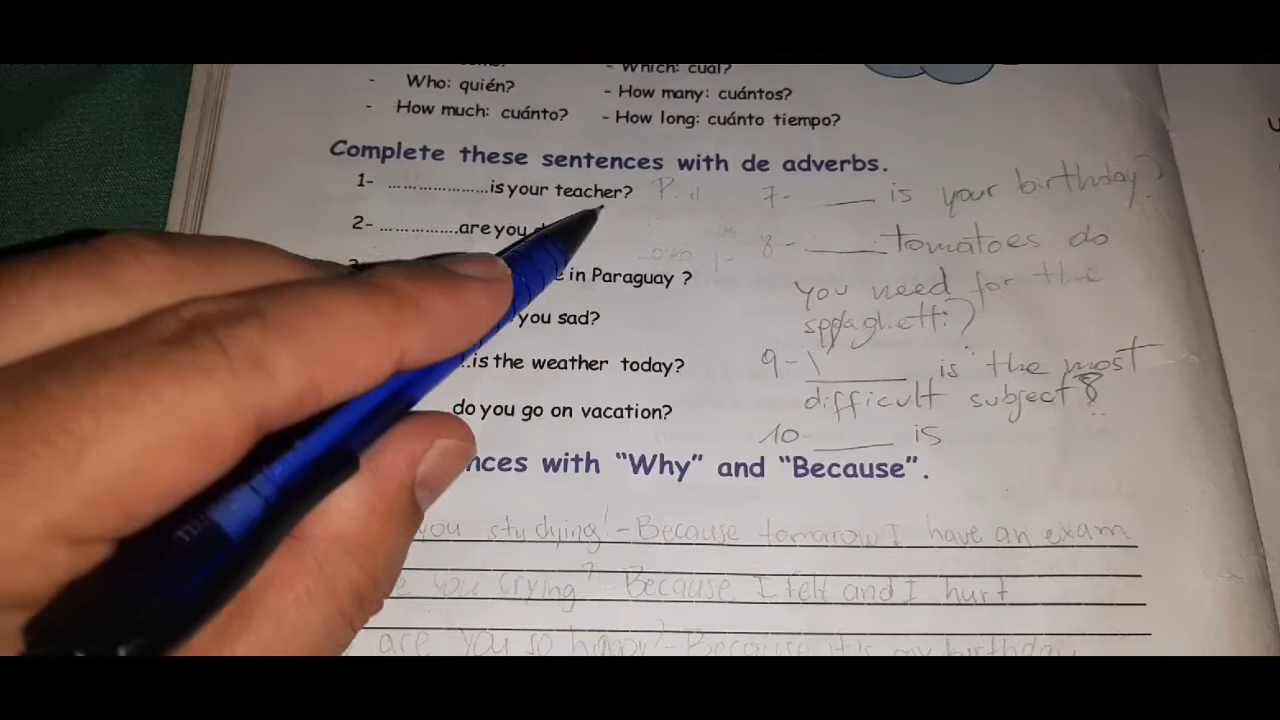 Which: cuál?
- Who: quién?
- How many: cuántos?
- How much: cuánto?
- How long: cuánto tiempo?
Complete these sentences with de adverbs.
1- ......................is your teacher?
2- .................are you
in Paraguay ?
you sad?
..is the weather today?
do you go on vacation?
7- ____ is your birthday?
8- ____ tomatoes do
you need for the
9- ____ is the most
difficult subject?
10 ____ is
nces with "Why" and "Because".
you studying? - Because tomorrow I have an exam
you crying? - Because I felt and I hurt
are you so happy? - Because it's my birthday